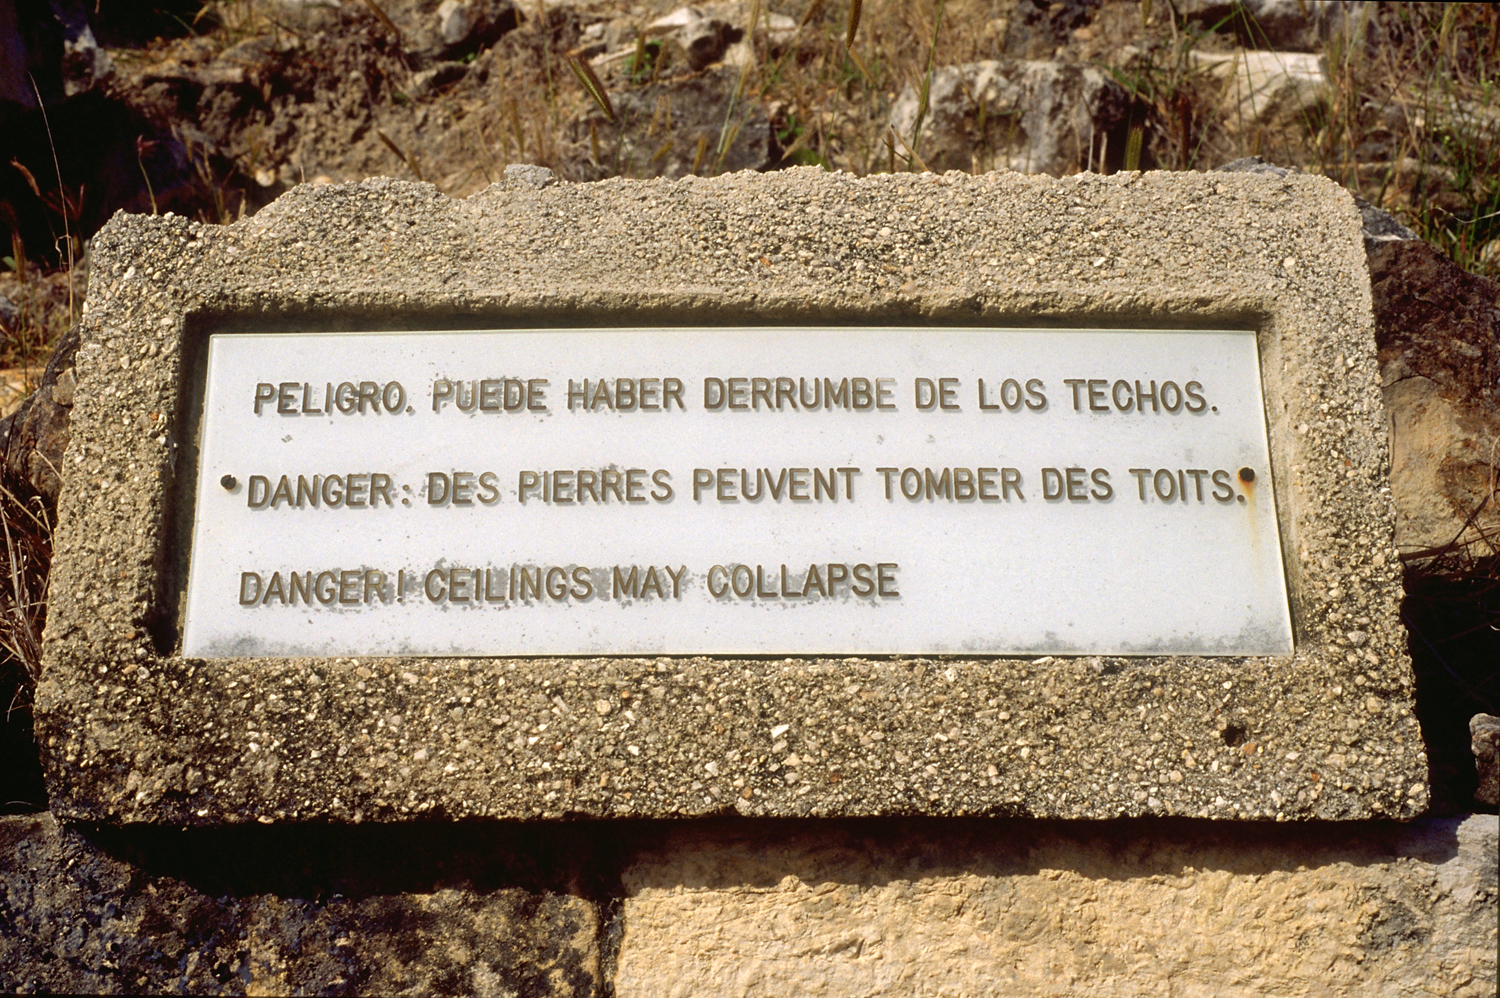 PELIGRO. PUEDE HABER DERRUMBE DE LOS TECHOS.
DANGER: DES PIERRES PEUVENT TOMBER DES TOITS.
DANGER! CEILINGS MAY COLLAPSE